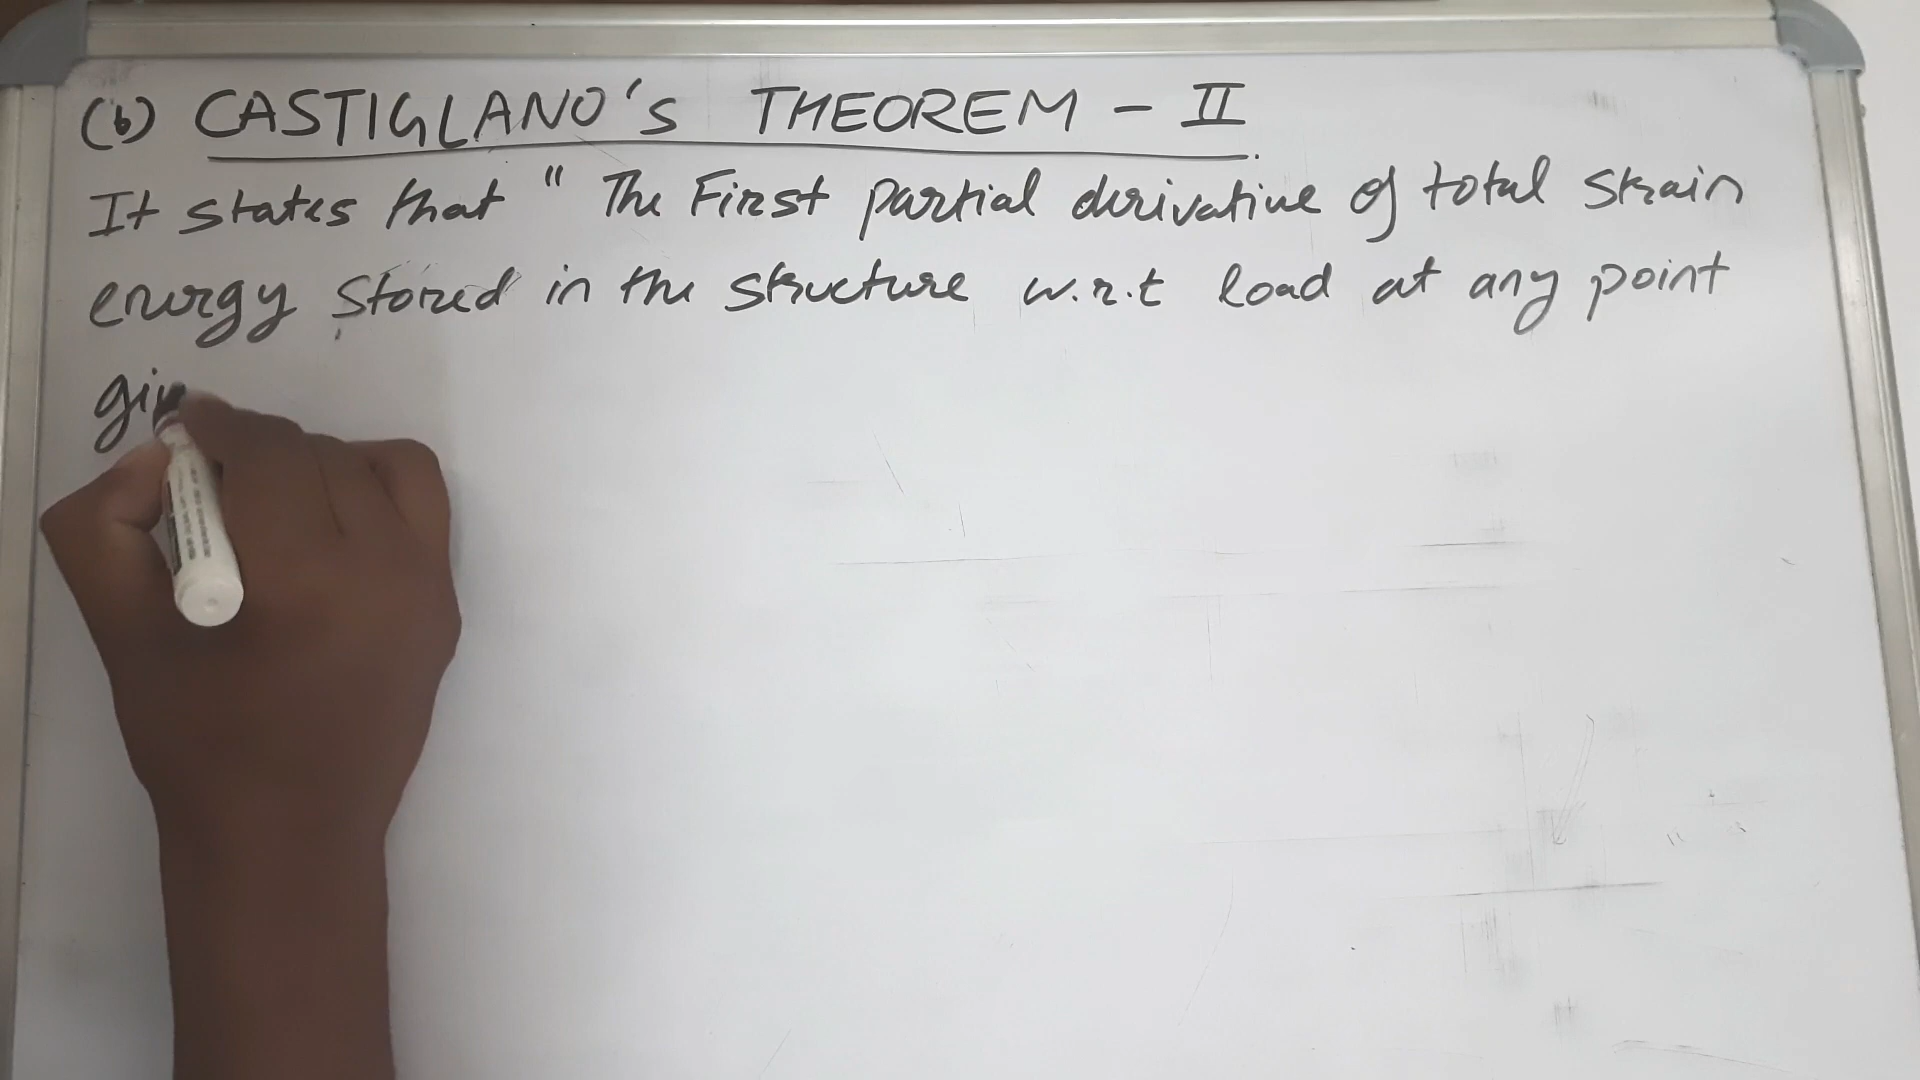 (b) CASTIGLANO's THEOREM - II
It states that " The First partial derivative of total strain
energy stored in the structure w.r.t load at any point